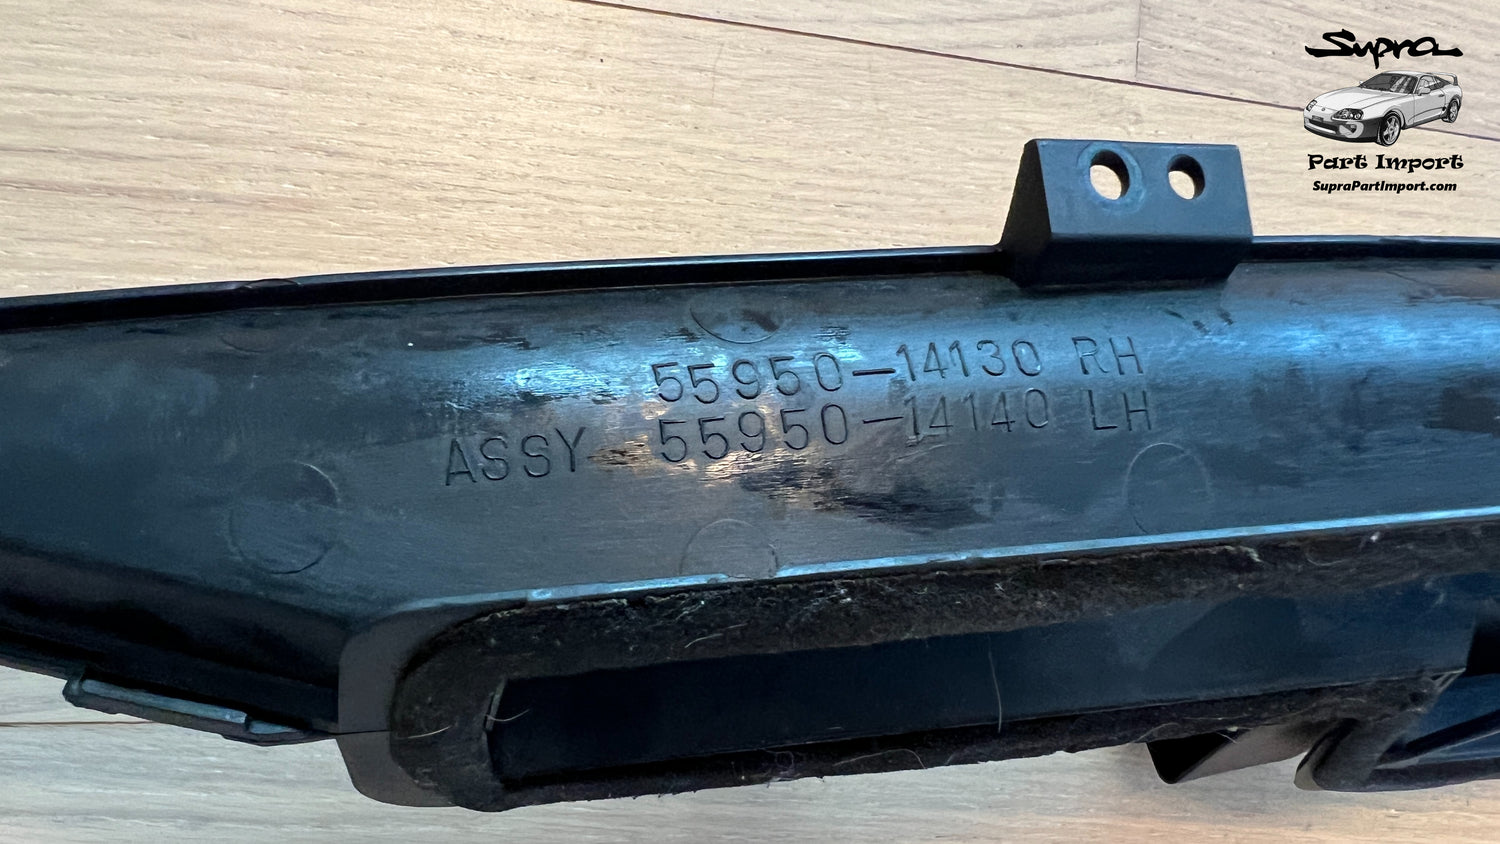 Supra
Part Import
SupraPartImport.com
55950-14130 RH
ASSY 55950-14140 LH